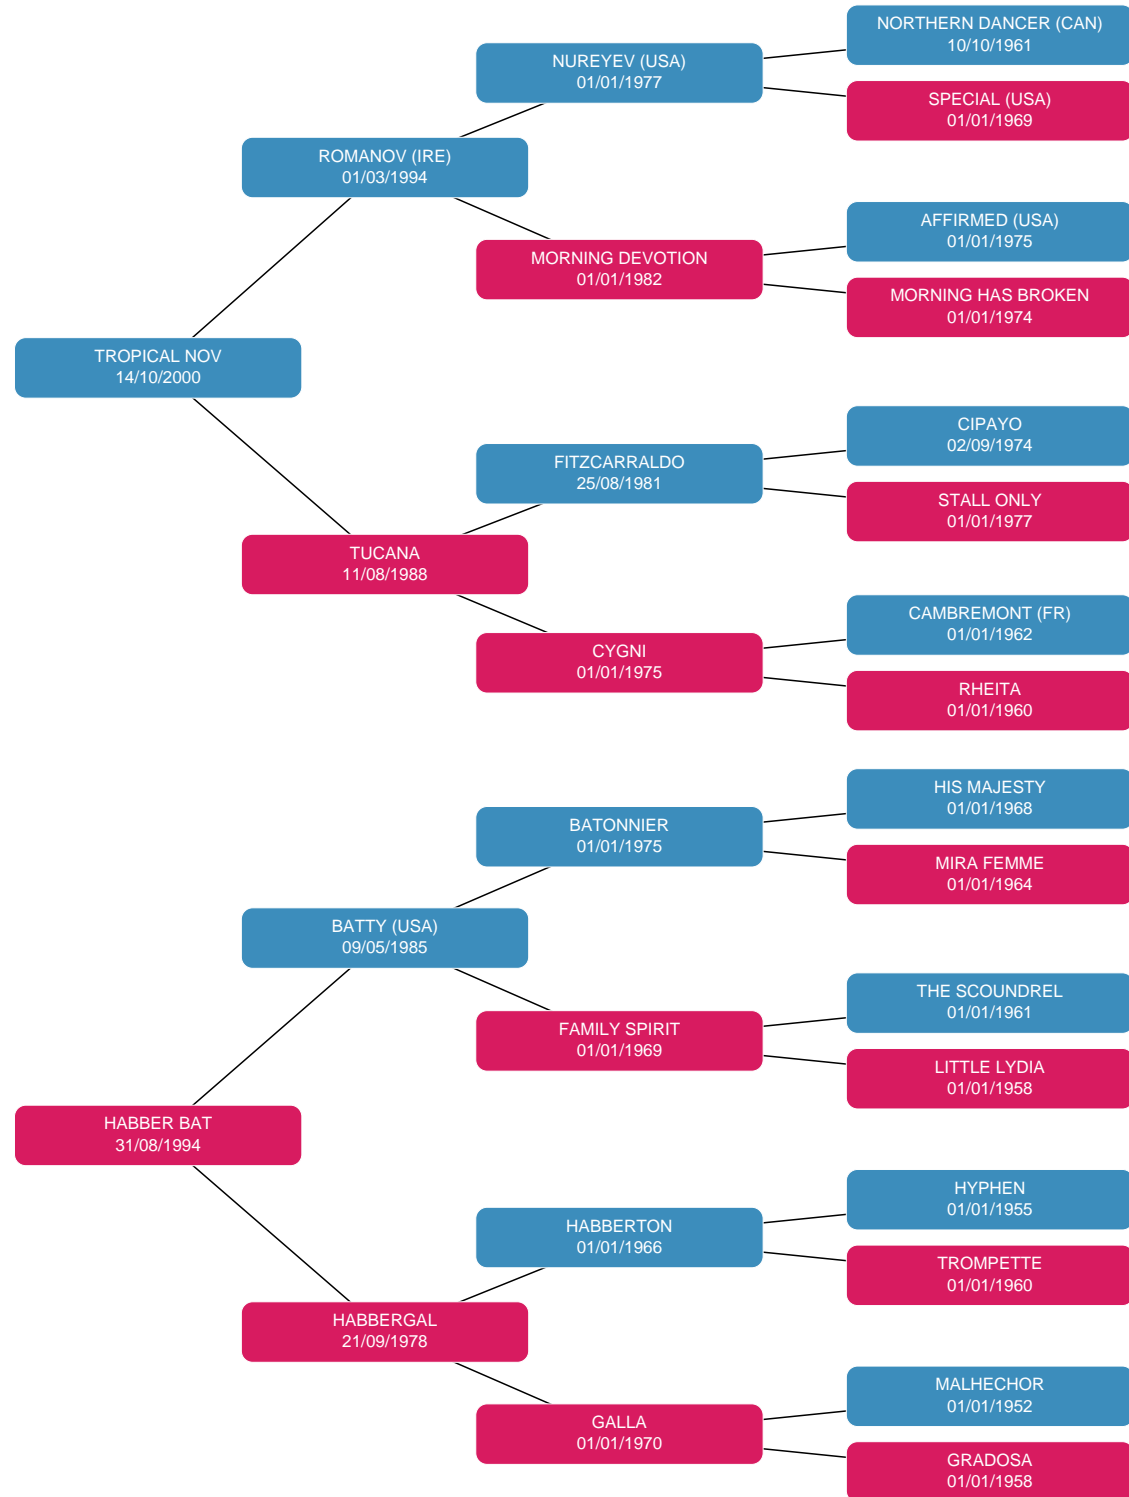 NORTHERN DANCER (CAN)
10/10/1961
NUREYEV (USA)
01/01/1977
SPECIAL (USA)
01/01/1969
ROMANOV (IRE)
01/03/1994
AFFIRMED (USA)
01/01/1975
MORNING DEVOTION
01/01/1982
MORNING HAS BROKEN
01/01/1974
TROPICAL NOV
14/10/2000
CIPAYO
02/09/1974
FITZCARRALDO
25/08/1981
STALL ONLY
01/01/1977
TUCANA
11/08/1988
CAMBREMONT (FR)
01/01/1962
CYGNI
01/01/1975
RHEITA
01/01/1960
HIS MAJESTY
01/01/1968
BATONNIER
01/01/1975
MIRA FEMME
01/01/1964
BATTY (USA)
09/05/1985
THE SCOUNDREL
01/01/1961
FAMILY SPIRIT
01/01/1969
LITTLE LYDIA
01/01/1958
HABBER BAT
31/08/1994
HYPHEN
01/01/1955
HABBERTON
01/01/1966
TROMPETTE
01/01/1960
HABBERGAL
21/09/1978
MALHECHOR
01/01/1952
GALLA
01/01/1970
GRADOSA
01/01/1958